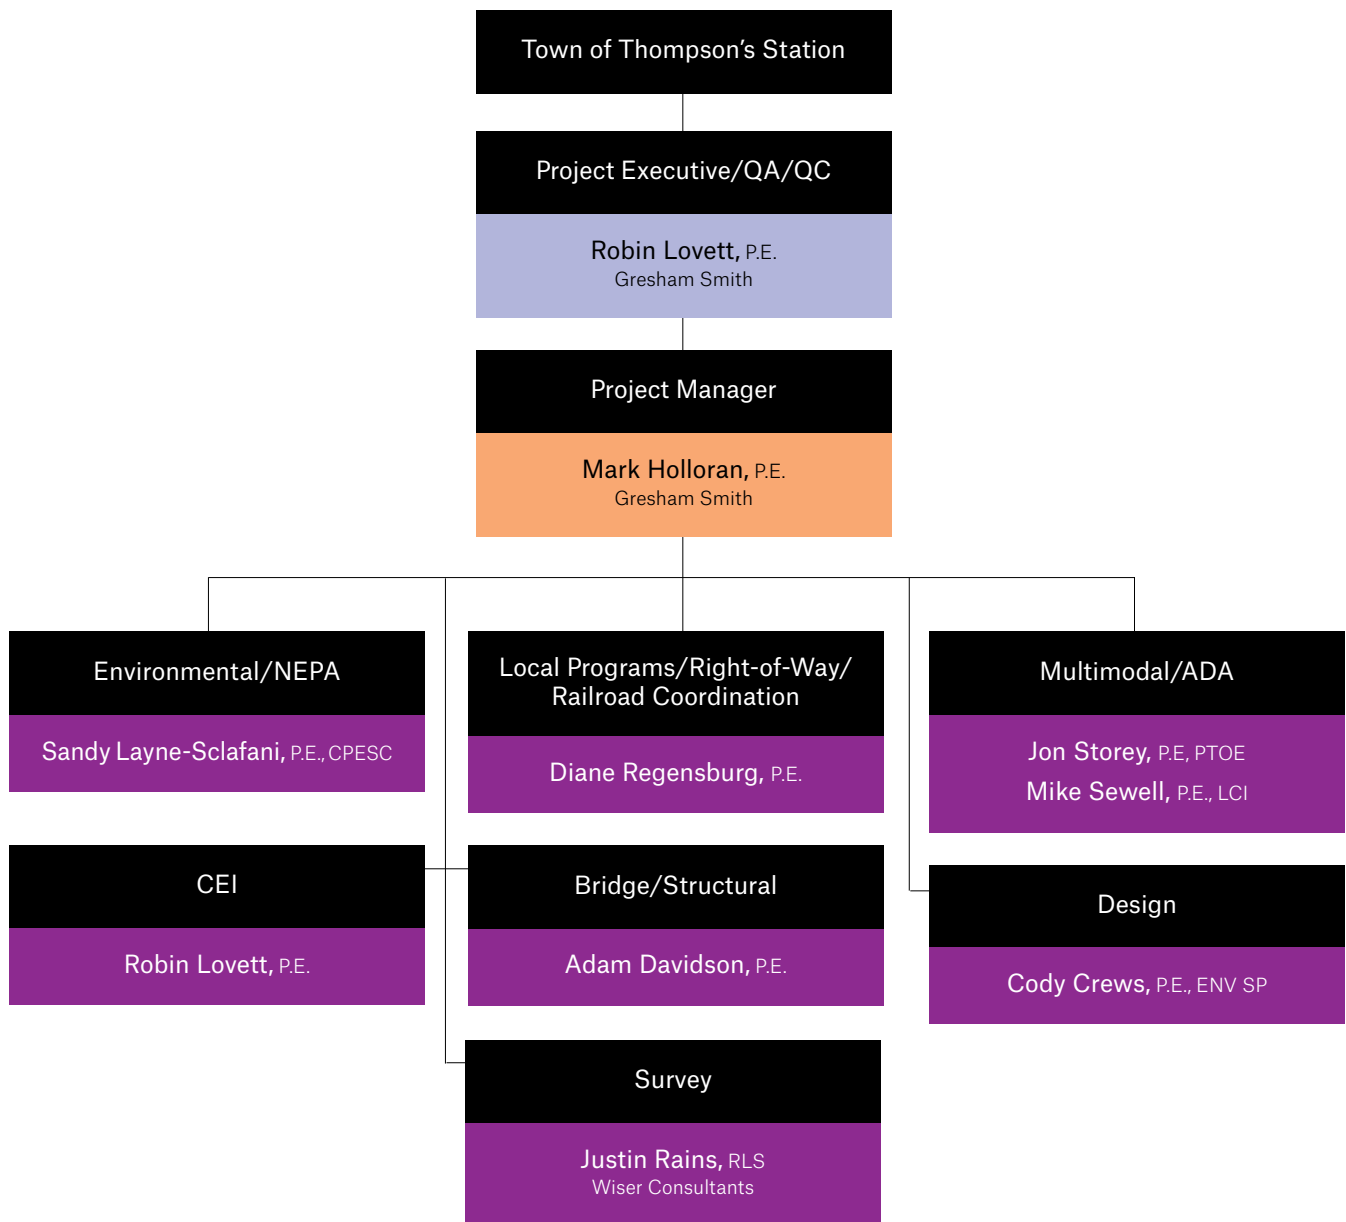 Town of Thompson’s Station
Project Executive/QA/QC
Robin Lovett, P.E.
Gresham Smith
Project Manager
Mark Holloran, P.E.
Gresham Smith
Environmental/NEPA
Sandy Layne-Sclafani, P.E., CPESC
Local Programs/Right-of-Way/
Railroad Coordination
Diane Regensburg, P.E.
Multimodal/ADA
Jon Storey, P.E, PTOE
Mike Sewell, P.E., LCI
CEI
Robin Lovett, P.E.
Bridge/Structural
Adam Davidson, P.E.
Design
Cody Crews, P.E., ENV SP
Survey
Justin Rains, RLS
Wiser Consultants